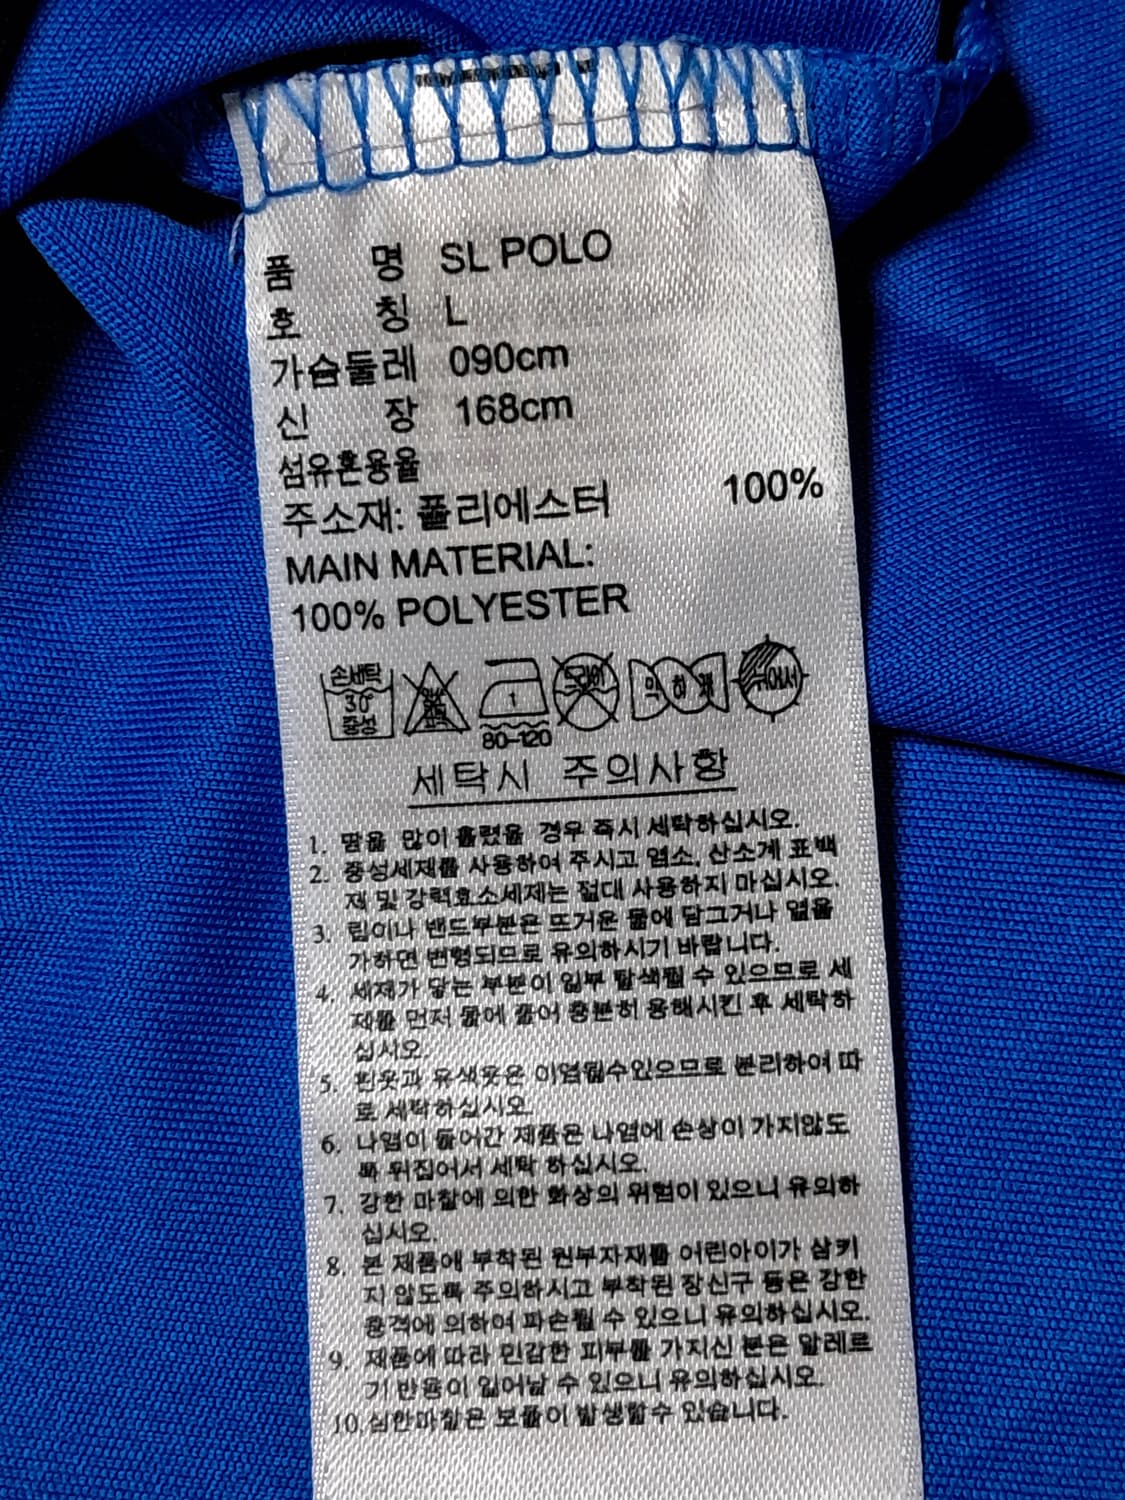 품 명 SL POLO
호 칭 L
가슴둘레 090cm
신 장 168cm
섬유혼용율
주소재: 폴리에스터 100%
MAIN MATERIAL:
100% POLYESTER
손세탁 30° 중성
1
80-120
약하게
뉘어서
세탁시 주의사항
1. 땀을 많이 흘렸을 경우 즉시 세탁하십시오.
2. 중성세제를 사용하여 주시고 염소, 산소계 표백
제 및 강력효소세제는 절대 사용하지 마십시오.
3. 립이나 밴드부분은 뜨거운 물에 담그거나 열을
가하면 변형되므로 유의하시기 바랍니다.
4. 세제가 닿는 부분이 일부 탈색될 수 있으므로 세
제를 먼저 물에 풀어 충분히 용해시킨 후 세탁하
십시오.
5. 흰옷과 유색옷은 이염될수있으므로 분리하여 따
로 세탁하십시오.
6. 나염이 들어간 제품은 나염에 손상이 가지않도
록 뒤집어서 세탁 하십시오.
7. 강한 마찰에 의한 화상의 위험이 있으니 유의하
십시오.
8. 본 제품에 부착된 원부자재를 어린아이가 삼키
지 않도록 주의하시고 부착된 장신구 등은 강한
충격에 의하여 파손될 수 있으니 유의하십시오.
9. 제품에 따라 민감한 피부를 가지신 분은 알레르
기 반응이 일어날 수 있으니 유의하십시오.
10. 심한마찰은 보풀이 발생할수 있습니다.